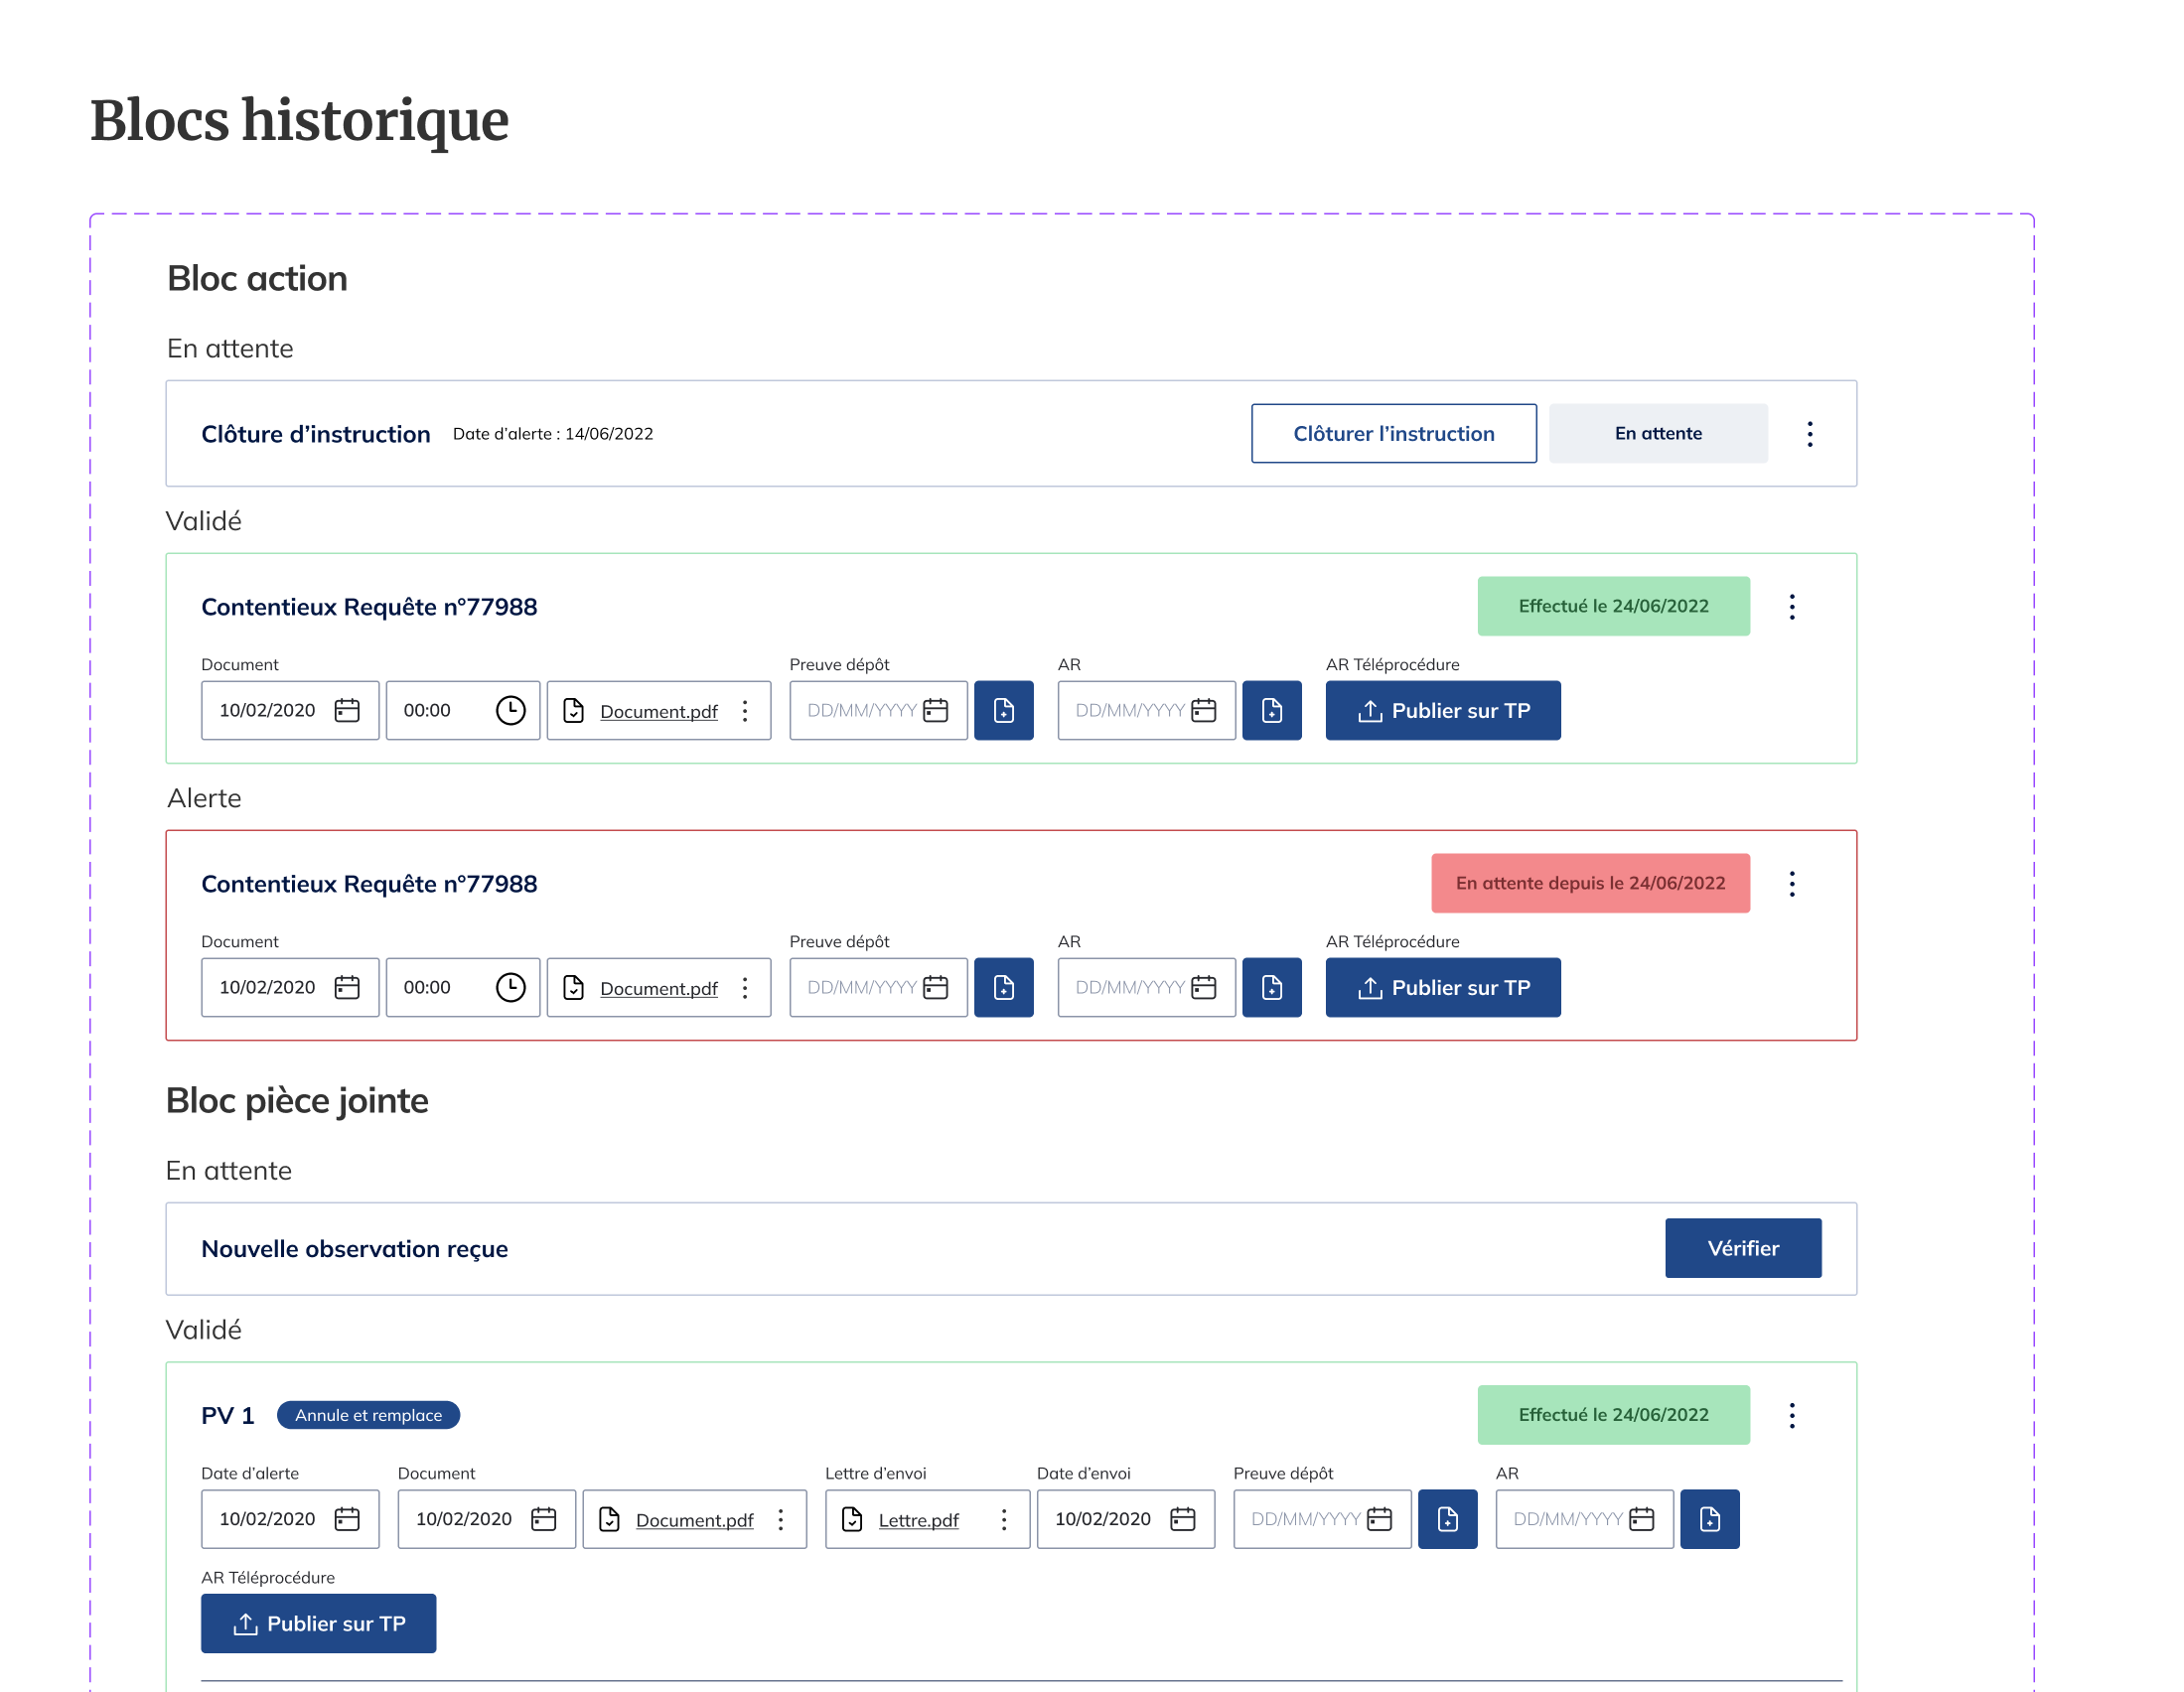 Blocs historique
Bloc action
En attente
Clôture d’instruction Date d’alerte : 14/06/2022 Clôturer l’instruction En attente
Validé
Contentieux Requête n°77988 Effectué le 24/06/2022
Document Preuve dépôt AR AR Téléprocédure
10/02/2020 00:00 Document.pdf DD/MM/YYYY DD/MM/YYYY Publier sur TP
Alerte
Contentieux Requête n°77988 En attente depuis le 24/06/2022
Document Preuve dépôt AR AR Téléprocédure
10/02/2020 00:00 Document.pdf DD/MM/YYYY DD/MM/YYYY Publier sur TP
Bloc pièce jointe
En attente
Nouvelle observation reçue Vérifier
Validé
PV 1 Annule et remplace Effectué le 24/06/2022
Date d’alerte Document Lettre d’envoi Date d’envoi Preuve dépôt AR
10/02/2020 10/02/2020 Document.pdf Lettre.pdf 10/02/2020 DD/MM/YYYY DD/MM/YYYY
AR Téléprocédure
Publier sur TP